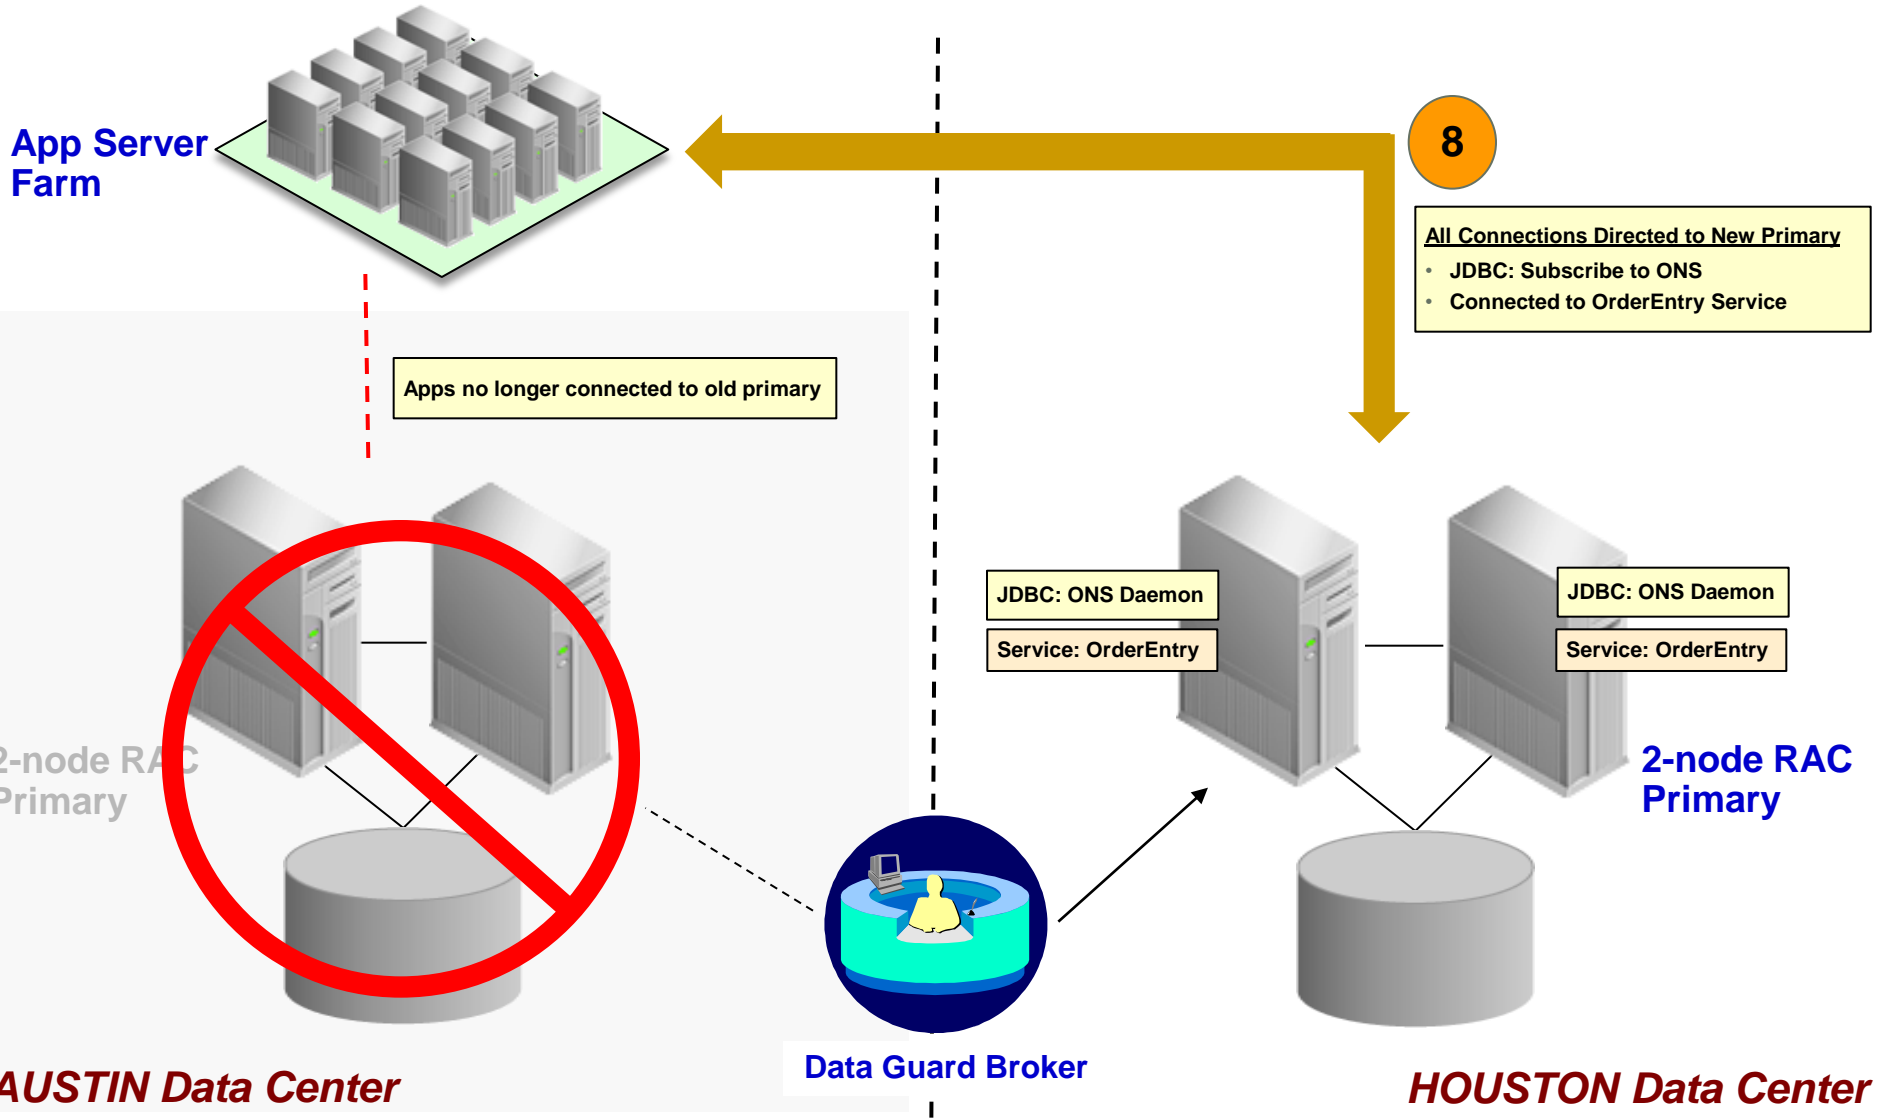 App Server
Farm
8
All Connections Directed to New Primary
• JDBC: Subscribe to ONS
• Connected to OrderEntry Service
Apps no longer connected to old primary
JDBC: ONS Daemon
Service: OrderEntry
JDBC: ONS Daemon
Service: OrderEntry
2-node RAC
Primary
2-node RAC
Primary
Data Guard Broker
AUSTIN Data Center
HOUSTON Data Center